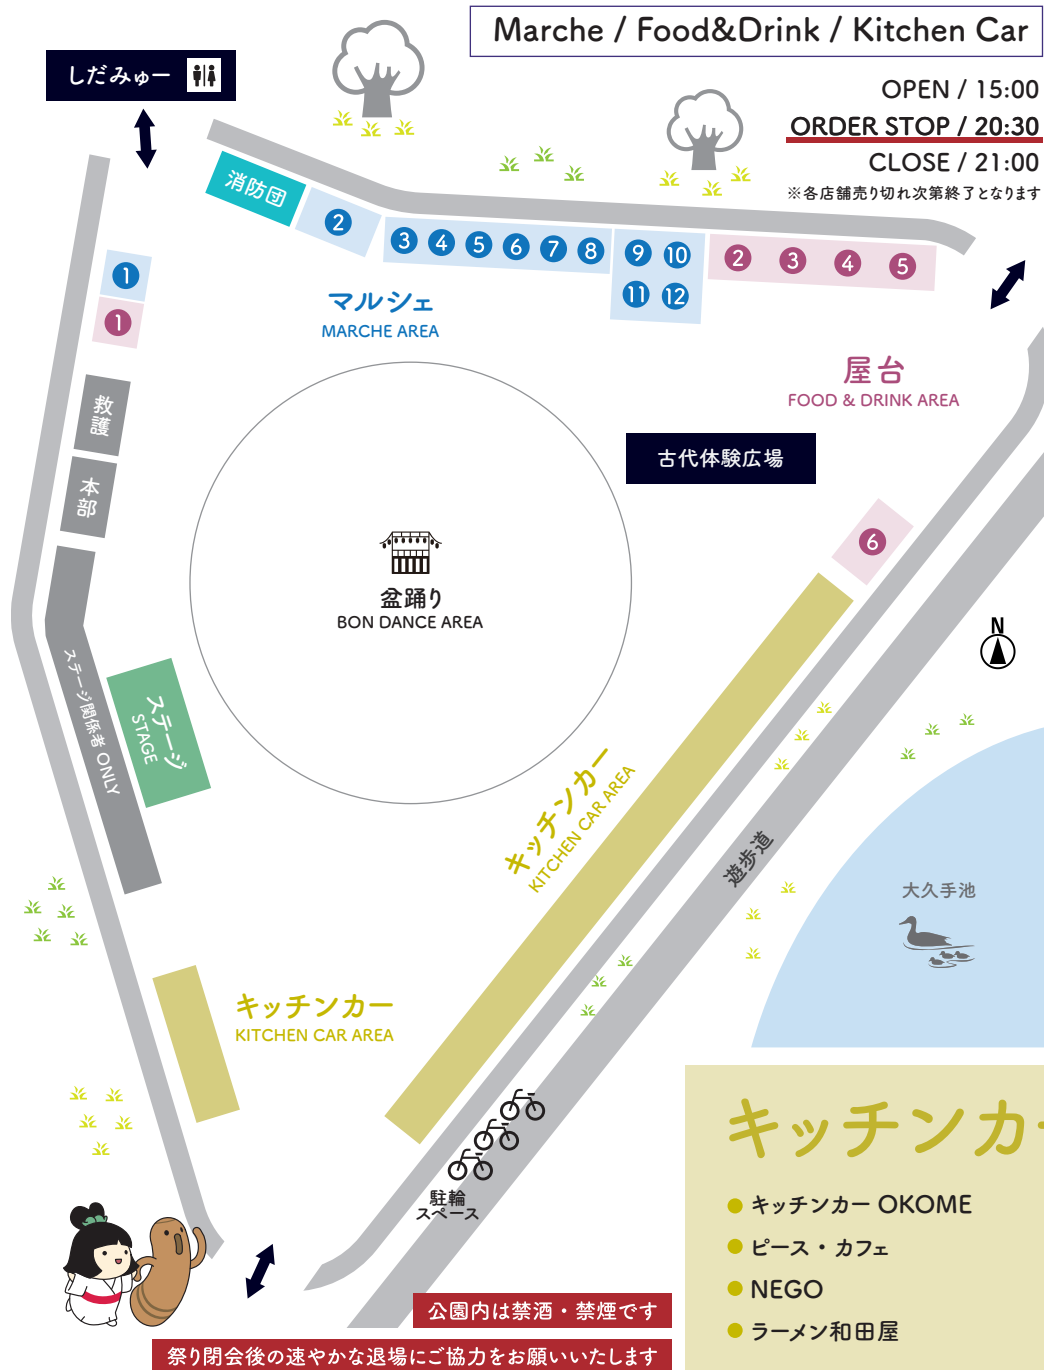 Marche / Food&Drink / Kitchen Car
しだみゅー
OPEN / 15:00
ORDER STOP / 20:30
CLOSE / 21:00
※各店舗売り切れ次第終了となります
消防団
2
3 4 5 6 7 8
9 10
11 12
2 3 4 5
1
1
マルシェ
MARCHE AREA
屋台
FOOD & DRINK AREA
救護
本部
古代体験広場
6
盆踊り
BON DANCE AREA
N
ステージ関係者 ONLY
ステージ
STAGE
キッチンカー
KITCHEN CAR AREA
遊歩道
大久手池
キッチンカー
KITCHEN CAR AREA
駐輪
スペース
キッチンカー
キッチンカー OKOME
ピース・カフェ
NEGO
ラーメン和田屋
公園内は禁酒・禁煙です
祭り閉会後の速やかな退場にご協力をお願いいたします